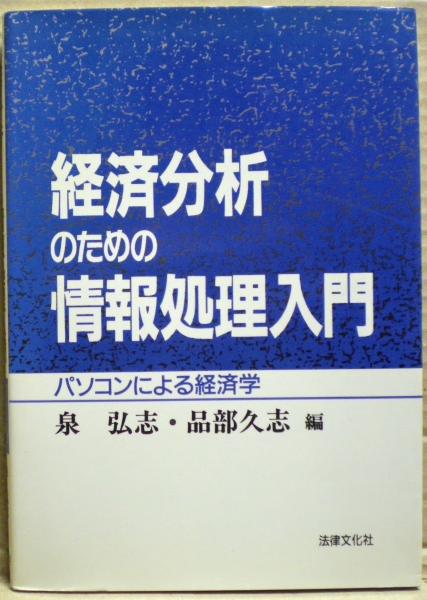 経済分析
のための
情報処理入門
パソコンによる経済学
泉　弘志・品部久志　編
法律文化社